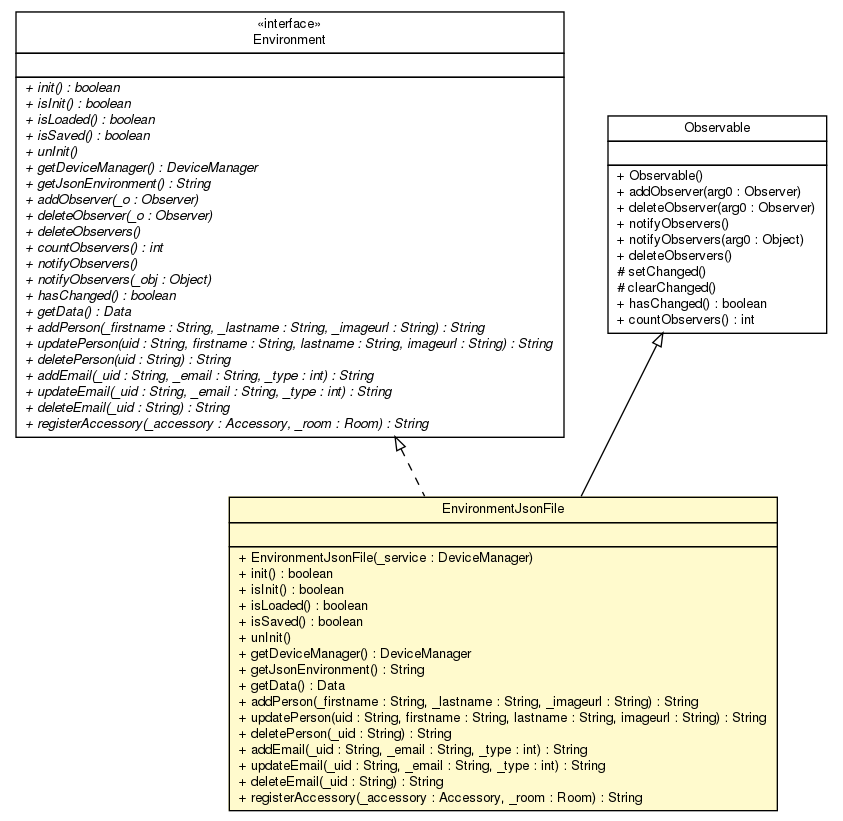 «interface»
Environment
+ init() : boolean
+ isInit() : boolean
+ isLoaded() : boolean
+ isSaved() : boolean
+ unInit()
+ getDeviceManager() : DeviceManager
+ getJsonEnvironment() : String
+ addObserver(_o : Observer)
+ deleteObserver(_o : Observer)
+ deleteObservers()
+ countObservers() : int
+ notifyObservers()
+ notifyObservers(_obj : Object)
+ hasChanged() : boolean
+ getData() : Data
+ addPerson(_firstname : String, _lastname : String, _imageurl : String) : String
+ updatePerson(uid : String, firstname : String, lastname : String, imageurl : String) : String
+ deletePerson(uid : String) : String
+ addEmail(_uid : String, _email : String, _type : int) : String
+ updateEmail(_uid : String, _email : String, _type : int) : String
+ deleteEmail(_uid : String) : String
+ registerAccessory(_accessory : Accessory, _room : Room) : String
Observable
+ Observable()
+ addObserver(arg0 : Observer)
+ deleteObserver(arg0 : Observer)
+ notifyObservers()
+ notifyObservers(arg0 : Object)
+ deleteObservers()
# setChanged()
# clearChanged()
+ hasChanged() : boolean
+ countObservers() : int
EnvironmentJsonFile
+ EnvironmentJsonFile(_service : DeviceManager)
+ init() : boolean
+ isInit() : boolean
+ isLoaded() : boolean
+ isSaved() : boolean
+ unInit()
+ getDeviceManager() : DeviceManager
+ getJsonEnvironment() : String
+ getData() : Data
+ addPerson(_firstname : String, _lastname : String, _imageurl : String) : String
+ updatePerson(uid : String, firstname : String, lastname : String, imageurl : String) : String
+ deletePerson(_uid : String) : String
+ addEmail(_uid : String, _email : String, _type : int) : String
+ updateEmail(_uid : String, _email : String, _type : int) : String
+ deleteEmail(_uid : String) : String
+ registerAccessory(_accessory : Accessory, _room : Room) : String